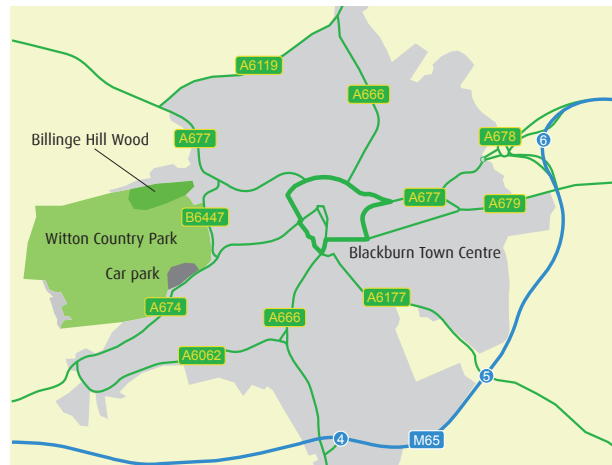 A6119
A666
A678
6
Billinge Hill Wood
A677
A677
A679
B6447
Witton Country Park
Blackburn Town Centre
Car park
A674
A666
A6177
A6062
5
4
M65